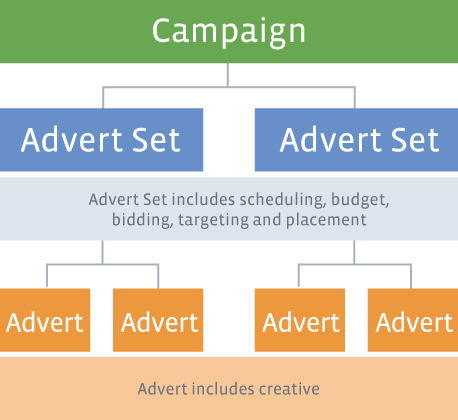 Campaign
Advert Set
Advert Set
Advert Set includes scheduling, budget,
bidding, targeting and placement
Advert
Advert
Advert
Advert
Advert includes creative